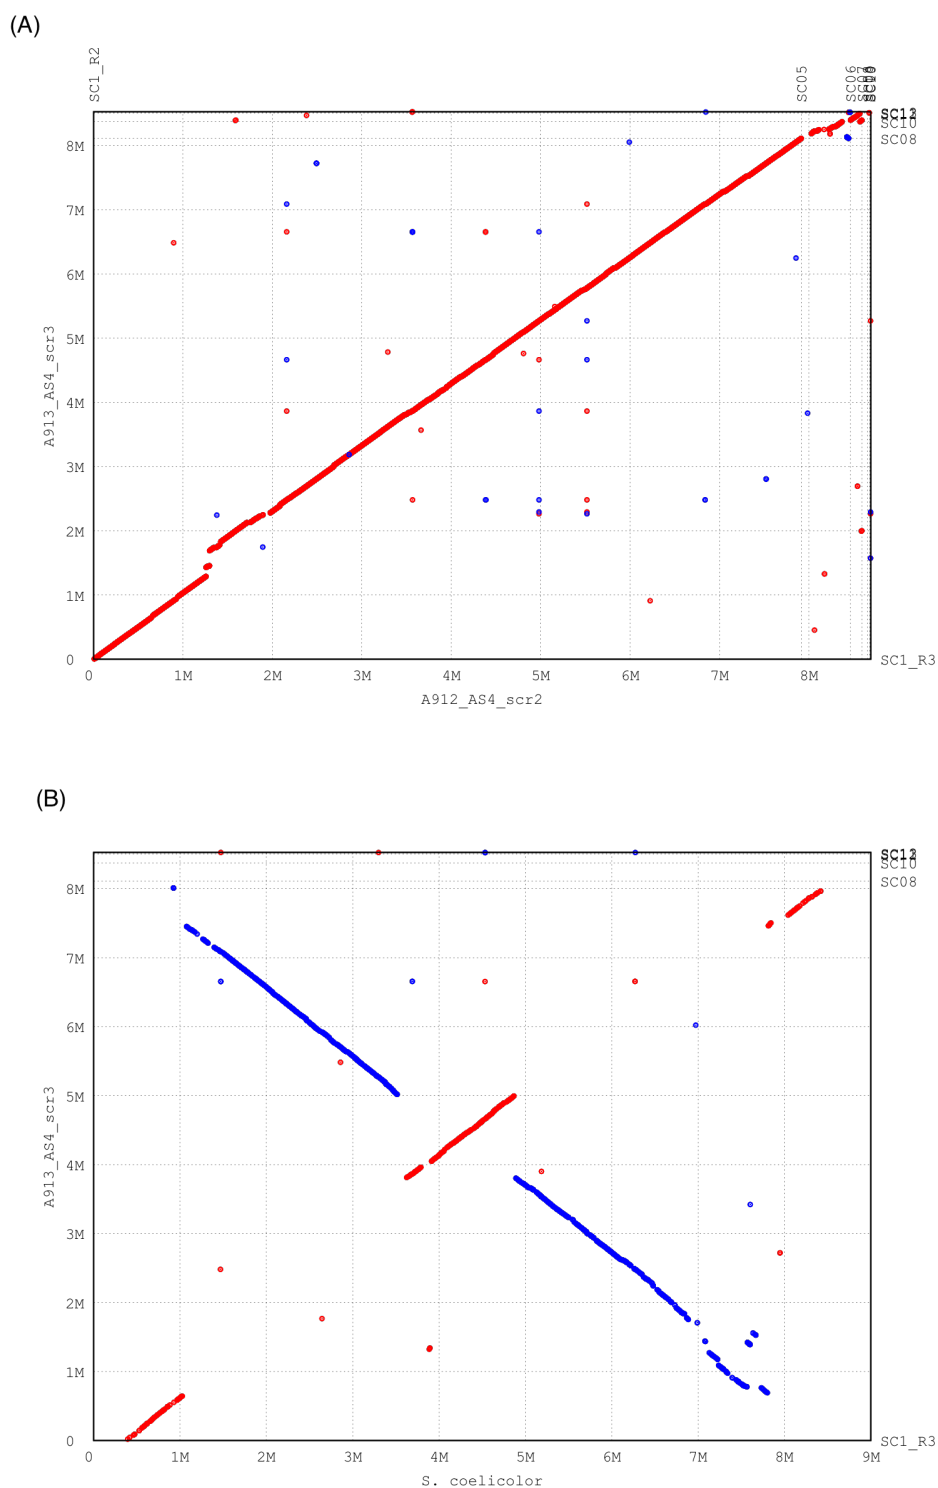 (A)
SC1_R2
SC05
SC06
SC10
SC08
8M
7M
6M
5M
4M
3M
2M
1M
0
A913_AS4_scr3
SC1_R3
0 1M 2M 3M 4M 5M 6M 7M 8M
A912_AS4_scr2
(B)
SC10
SC08
8M
7M
6M
5M
4M
3M
2M
1M
0
A913_AS4_scr3
SC1_R3
0 1M 2M 3M 4M 5M 6M 7M 8M 9M
S. coelicolor